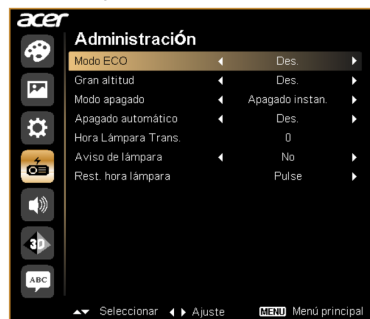 acer
Administración
Modo ECO Des.
Gran altitud Des.
Modo apagado Apagado instan.
Apagado automático Des.
Hora Lámpara Trans. 0
Aviso de lámpara No
Rest. hora lámpara Pulse
3D
ABC
Seleccionar Ajuste MENU Menú principal